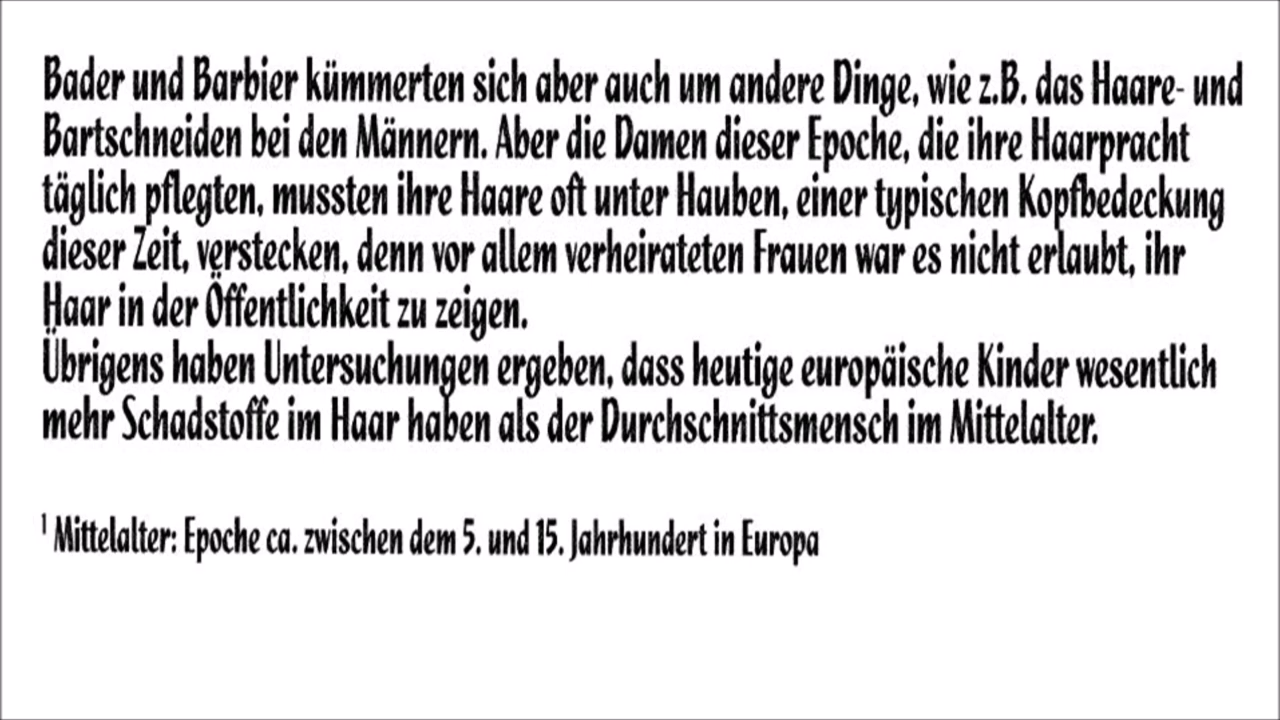 Bader und Barbier kümmerten sich aber auch um andere Dinge, wie z.B. das Haare- und
Bartschneiden bei den Männern. Aber die Damen dieser Epoche, die ihre Haarpracht
täglich pflegten, mussten ihre Haare oft unter Hauben, einer typischen Kopfbedeckung
dieser Zeit, verstecken, denn vor allem verheirateten Frauen war es nicht erlaubt, ihr
Haar in der Öffentlichkeit zu zeigen.
Übrigens haben Untersuchungen ergeben, dass heutige europäische Kinder wesentlich
mehr Schadstoffe im Haar haben als der Durchschnittsmensch im Mittelalter.
¹ Mittelalter: Epoche ca. zwischen dem 5. und 15. Jahrhundert in Europa